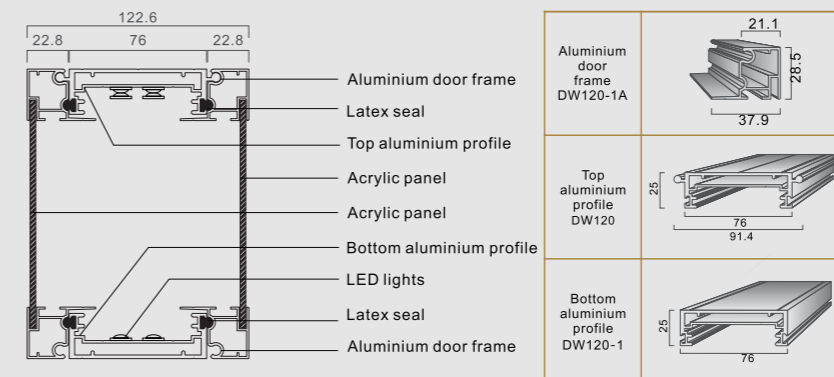 122.6
22.8
76
22.8
Aluminium door frame
Latex seal
Top aluminium profile
Acrylic panel
Acrylic panel
Bottom aluminium profile
LED lights
Latex seal
Aluminium door frame
Aluminium
door
frame
DW120-1A
21.1
28.5
37.9
Top
aluminium
profile
DW120
25
76
91.4
Bottom
aluminium
profile
DW120-1
25
76